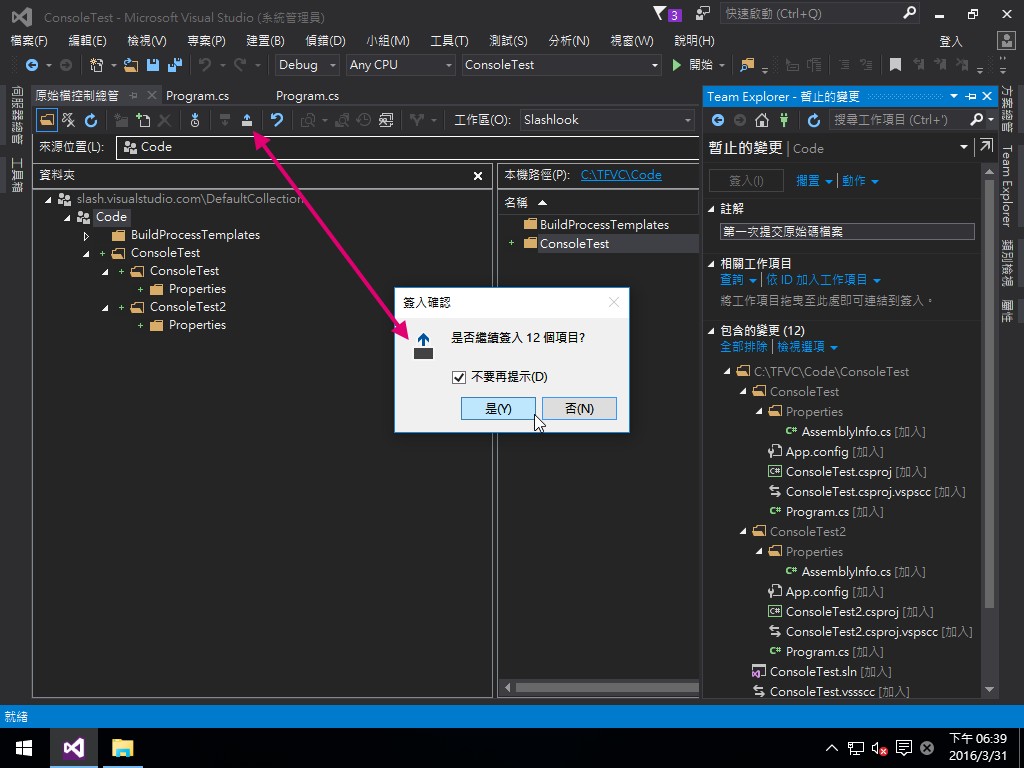 ConsoleTest - Microsoft Visual Studio (系統管理員)
3
快速啟動 (Ctrl+Q)
檔案(F) 編輯(E) 檢視(V) 專案(P) 建置(B) 偵錯(D) 小組(M) 工具(T) 測試(S) 分析(N) 視窗(W) 說明(H)
登入
Debug Any CPU ConsoleTest 開始
伺服器總管
工具箱
原始檔控制總管 Program.cs Program.cs
工作區(O): Slashlook
來源位置(L): Code
資料夾
slash.visualstudio.com\DefaultCollection
Code
BuildProcessTemplates
ConsoleTest
ConsoleTest
Properties
ConsoleTest2
Properties
本機路徑(P): C:\TFVC\Code
名稱
BuildProcessTemplates
ConsoleTest
簽入確認
是否繼續簽入 12 個項目?
不要再提示(D)
是(Y) 否(N)
Team Explorer - 暫止的變更
搜尋工作項目 (Ctrl+')
暫止的變更 | Code
簽入(I) 擱置 動作
註解
第一次提交原始碼檔案
相關工作項目
查詢 | 依 ID 加入工作項目
將工作項目拖曳至此處即可連結到簽入。
包含的變更 (12)
全部排除 | 檢視選項
C:\TFVC\Code\ConsoleTest
ConsoleTest
Properties
AssemblyInfo.cs [加入]
App.config [加入]
ConsoleTest.csproj [加入]
ConsoleTest.csproj.vspscc [加入]
Program.cs [加入]
ConsoleTest2
Properties
AssemblyInfo.cs [加入]
App.config [加入]
ConsoleTest2.csproj [加入]
ConsoleTest2.csproj.vspscc [加入]
Program.cs [加入]
ConsoleTest.sln [加入]
ConsoleTest.vssscc [加入]
方案總管
Team Explorer
類別檢視
屬性
就緒
下午 06:39
2016/3/31